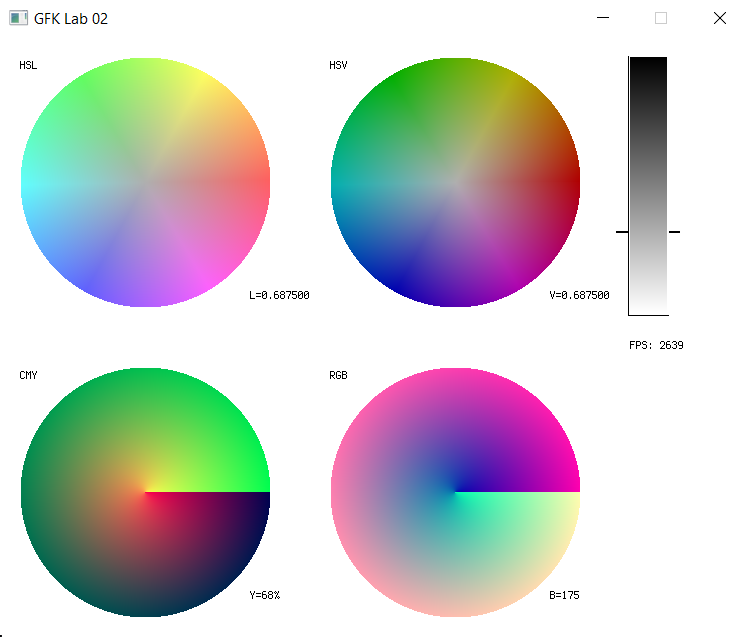 GFK Lab 02
HSL
HSV
L=0.687500
V=0.687500
FPS: 2639
CMY
RGB
Y=68%
B=175